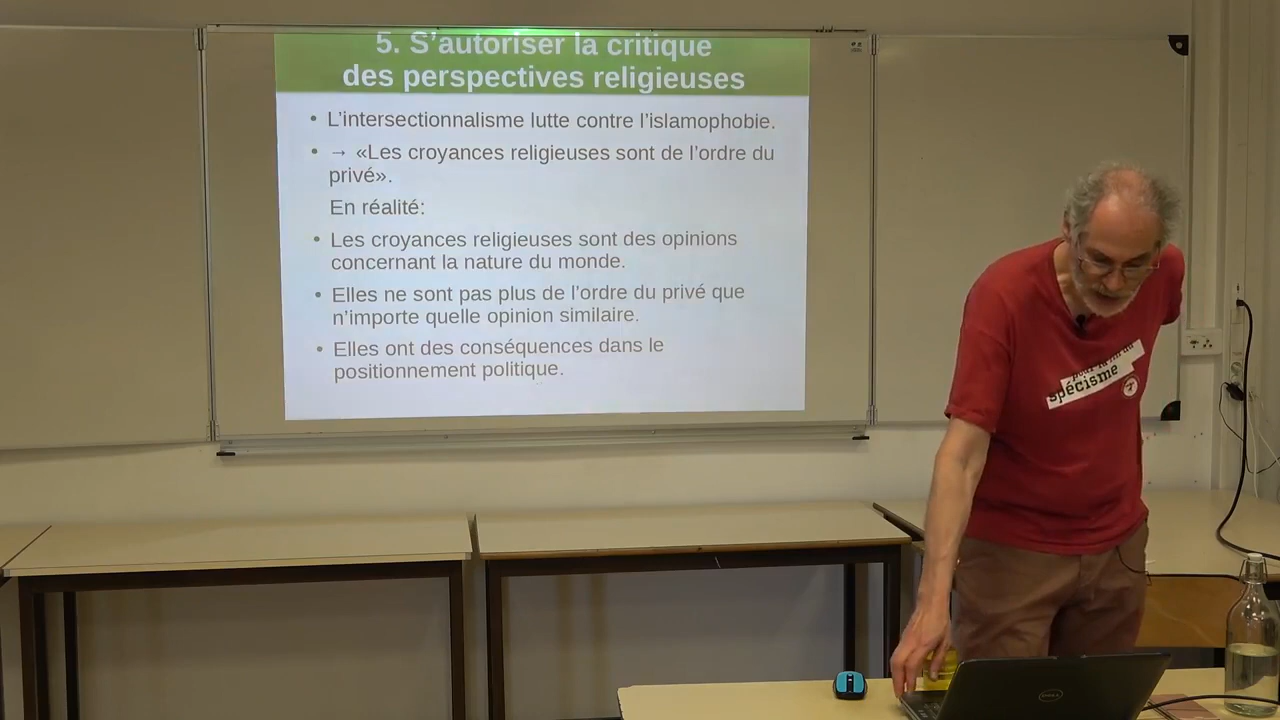 5. S’autoriser la critique
des perspectives religieuses
• L’intersectionnalisme lutte contre l’islamophobie.
• → «Les croyances religieuses sont de l’ordre du
privé».
En réalité:
• Les croyances religieuses sont des opinions
concernant la nature du monde.
• Elles ne sont pas plus de l’ordre du privé que
n’importe quelle opinion similaire.
• Elles ont des conséquences dans le
positionnement politique.
spécisme
DELL